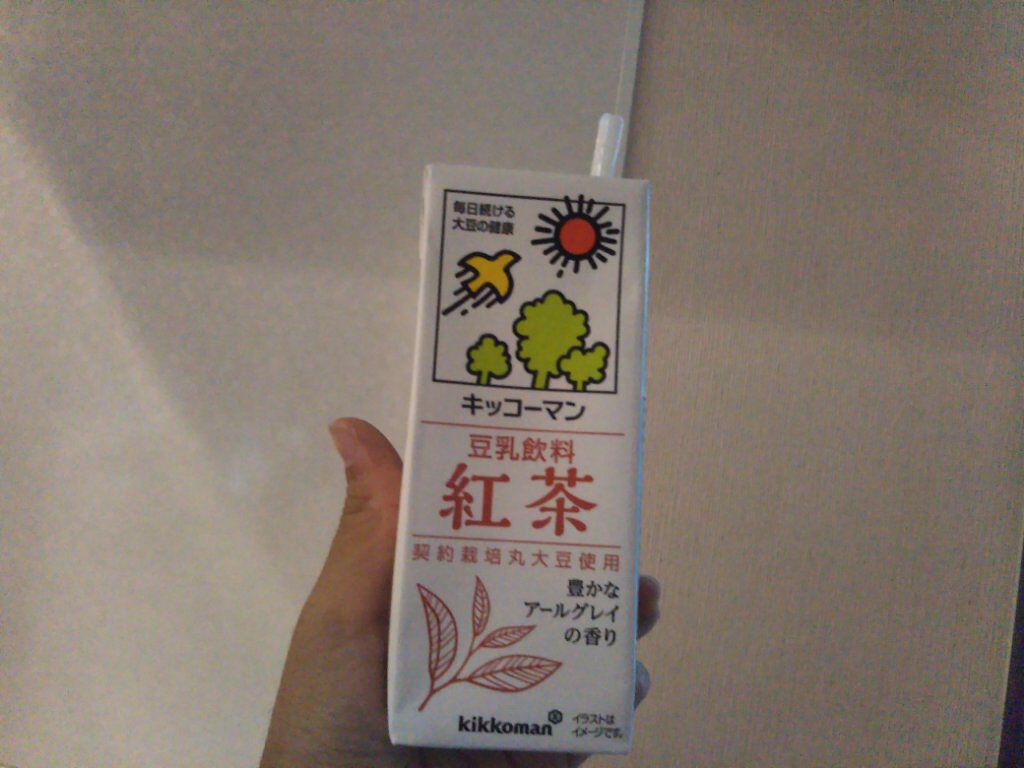 毎日続ける
大豆の健康
キッコーマン
豆乳飲料
紅茶
契約栽培丸大豆使用
豊かな
アールグレイ
の香り
kikkoman
イラストは
イメージです。